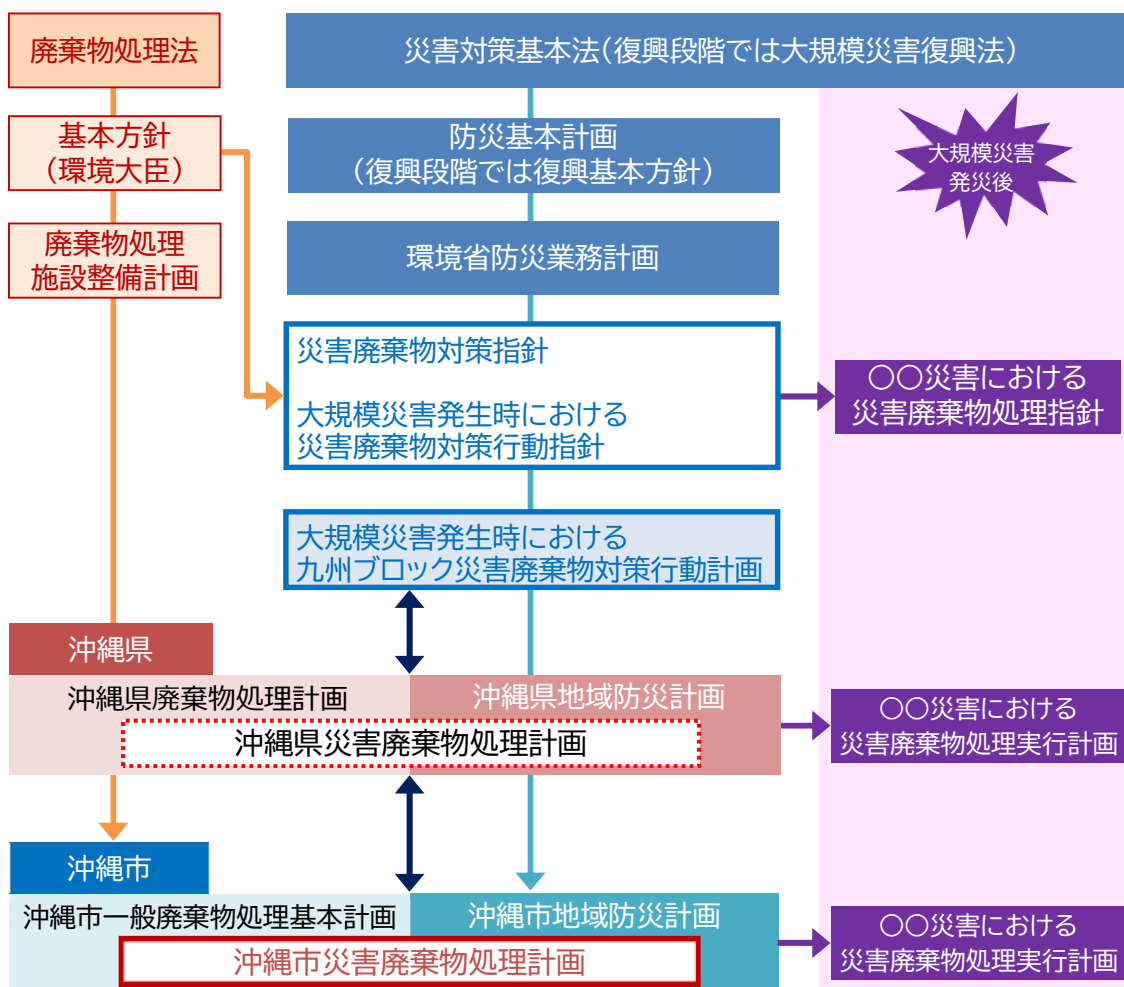 廃棄物処理法
災害対策基本法(復興段階では大規模災害復興法)
基本方針
(環境大臣)
防災基本計画
(復興段階では復興基本方針)
大規模災害
発災後
廃棄物処理
施設整備計画
環境省防災業務計画
災害廃棄物対策指針
大規模災害発生時における
災害廃棄物対策行動指針
〇〇災害における
災害廃棄物処理指針
大規模災害発生時における
九州ブロック災害廃棄物対策行動計画
沖縄県
沖縄県廃棄物処理計画
沖縄県地域防災計画
沖縄県災害廃棄物処理計画
〇〇災害における
災害廃棄物処理実行計画
沖縄市
沖縄市一般廃棄物処理基本計画
沖縄市地域防災計画
沖縄市災害廃棄物処理計画
〇〇災害における
災害廃棄物処理実行計画